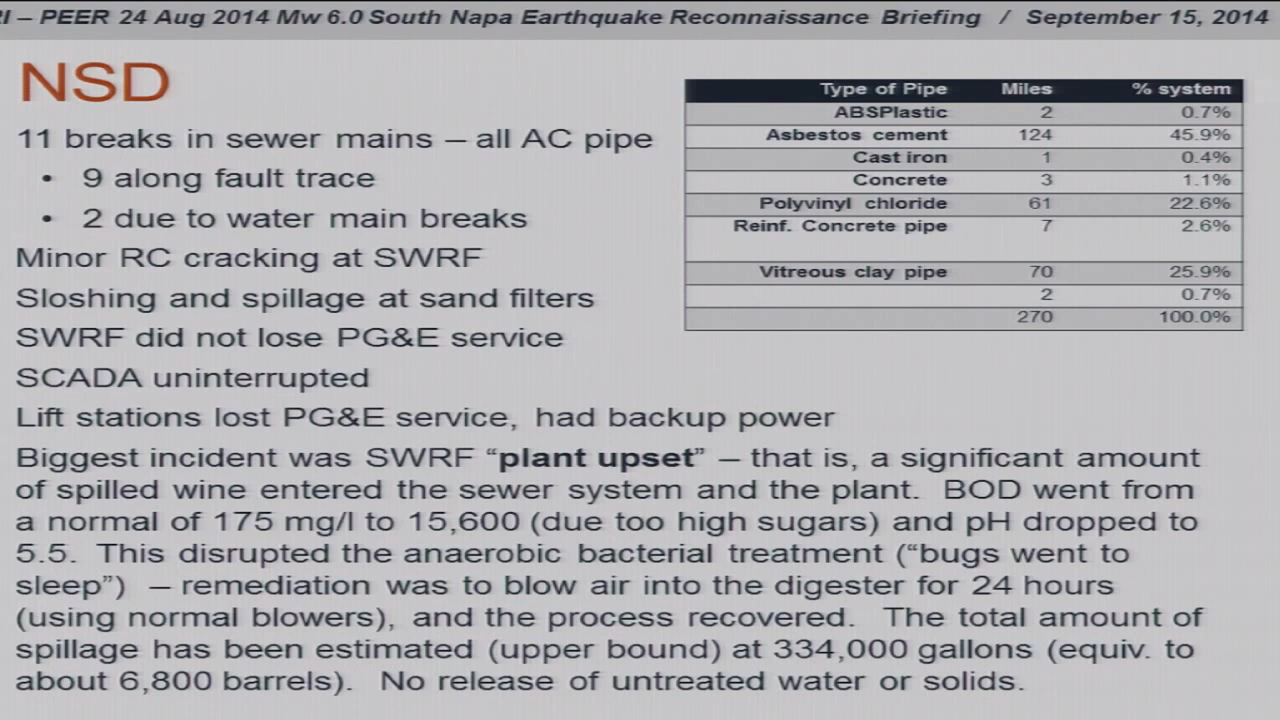 RI – PEER 24 Aug 2014 Mw 6.0 South Napa Earthquake Reconnaissance Briefing / September 15, 2014
NSD
11 breaks in sewer mains – all AC pipe
• 9 along fault trace
• 2 due to water main breaks
Minor RC cracking at SWRF
Sloshing and spillage at sand filters
SWRF did not lose PG&E service
SCADA uninterrupted
Lift stations lost PG&E service, had backup power
Biggest incident was SWRF “plant upset” – that is, a significant amount
of spilled wine entered the sewer system and the plant. BOD went from
a normal of 175 mg/l to 15,600 (due too high sugars) and pH dropped to
5.5. This disrupted the anaerobic bacterial treatment (“bugs went to
sleep”) – remediation was to blow air into the digester for 24 hours
(using normal blowers), and the process recovered. The total amount of
spillage has been estimated (upper bound) at 334,000 gallons (equiv. to
about 6,800 barrels). No release of untreated water or solids.
Type of Pipe Miles % system
ABSPlastic 2 0.7%
Asbestos cement 124 45.9%
Cast iron 1 0.4%
Concrete 3 1.1%
Polyvinyl chloride 61 22.6%
Reinf. Concrete pipe 7 2.6%
Vitreous clay pipe 70 25.9%
2 0.7%
270 100.0%